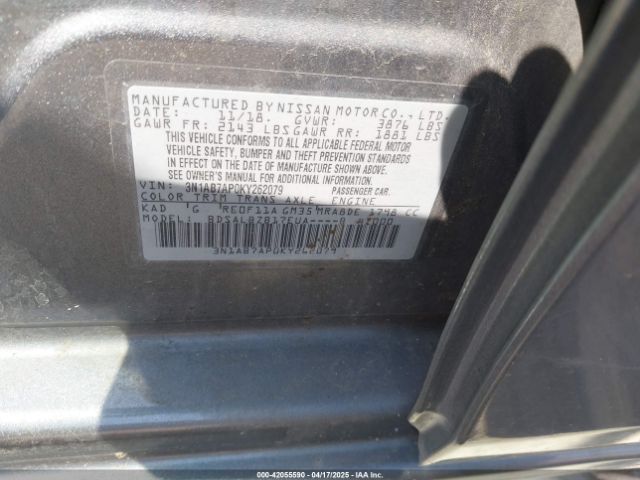 MANUFACTURED BY NISSAN MOTOR CO., LTD.
DATE: 11/18. GVWR: 3876 LBS
GAWR FR: 2143 LBS GAWR RR: 1881 LBS
THIS VEHICLE CONFORMS TO ALL APPLICABLE FEDERAL MOTOR
VEHICLE SAFETY, BUMPER AND THEFT PREVENTION STANDARDS
IN EFFECT ON THE DATE OF MANUFACTURE SHOWN ABOVE.
SEE OWNER'S MANUAL FOR ADDITIONAL INFORMATION.
VIN: 3N1AB7AP0KY262079 PASSENGER CAR.
COLOR TRIM TRANS AXLE ENGINE
KAD G RE0F11A GM35 MRA8DE 1798 CC
MODEL:
3N1AB7AP0KY262079
000-42055590 - 04/17/2025 - IAA Inc.